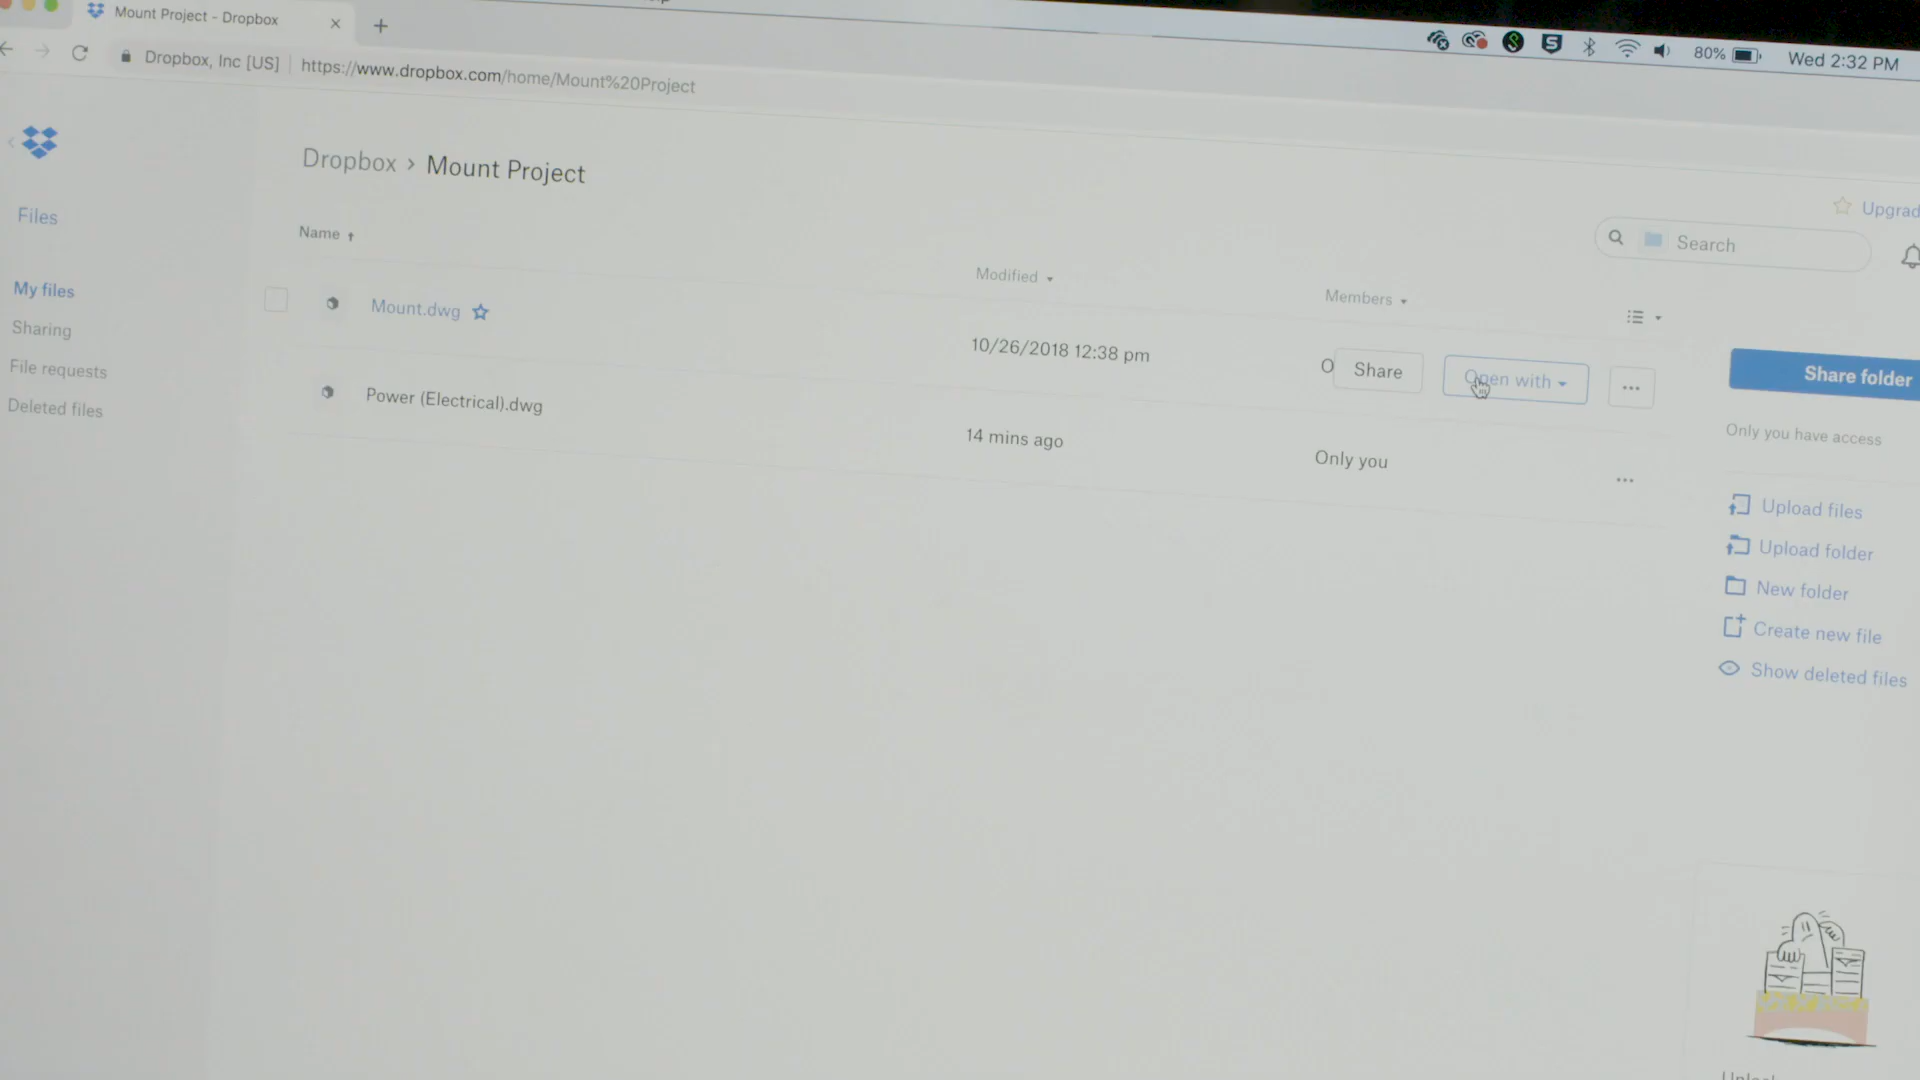 Mount Project - Dropbox
80%
Wed 2:32 PM
Dropbox, Inc [US]
https://www.dropbox.com/home/Mount%20Project
Dropbox › Mount Project
Upgrad
Search
Files
Name
Modified
Members
My files
Sharing
File requests
Deleted files
Mount.dwg
10/26/2018 12:38 pm
O
Share
Open with
Share folder
Power (Electrical).dwg
14 mins ago
Only you
Only you have access
Upload files
Upload folder
New folder
Create new file
Show deleted files